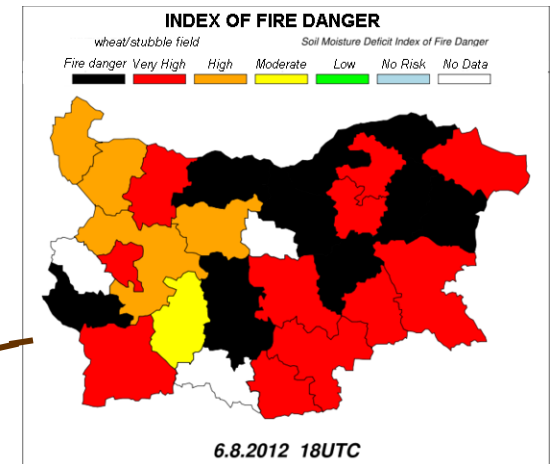 INDEX OF FIRE DANGER
wheat/stubble field Soil Moisture Deficit Index of Fire Danger
Fire danger Very High High Moderate Low No Risk No Data
6.8.2012 18UTC